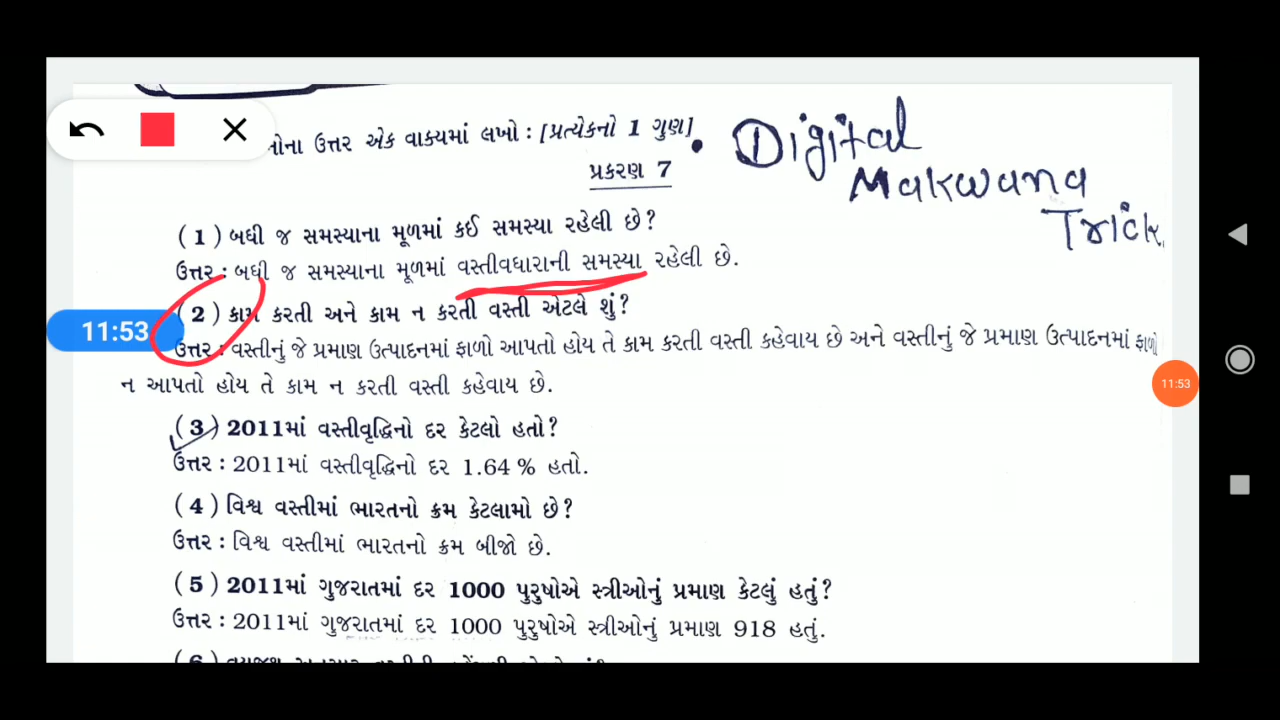 નોના ઉત્તર એક વાક્યમાં લખો : [પ્રત્યેકનો 1 ગુણ]
Digital
Makwana
Trick
પ્રકરણ 7
(1) બધી જ સમસ્યાના મૂળમાં કઈ સમસ્યા રહેલી છે?
ઉત્તર : બધી જ સમસ્યાના મૂળમાં વસ્તીવધારાની સમસ્યા રહેલી છે.
(2) કામ કરતી અને કામ ન કરતી વસ્તી એટલે શું?
11:53
ઉત્તર : વસ્તીનું જે પ્રમાણ ઉત્પાદનમાં ફાળો આપતો હોય તે કામ કરતી વસ્તી કહેવાય છે અને વસ્તીનું જે પ્રમાણ ઉત્પાદનમાં ફાળો
ન આપતો હોય તે કામ ન કરતી વસ્તી કહેવાય છે.
11:53
(3) 2011માં વસ્તીવૃદ્ધિનો દર કેટલો હતો?
ઉત્તર : 2011માં વસ્તીવૃદ્ધિનો દર 1.64 % હતો.
(4) વિશ્વ વસ્તીમાં ભારતનો ક્રમ કેટલામો છે?
ઉત્તર : વિશ્વ વસ્તીમાં ભારતનો ક્રમ બીજો છે.
(5) 2011માં ગુજરાતમાં દર 1000 પુરુષોએ સ્ત્રીઓનું પ્રમાણ કેટલું હતું?
ઉત્તર : 2011માં ગુજરાતમાં દર 1000 પુરુષોએ સ્ત્રીઓનું પ્રમાણ 918 હતું.
(6)